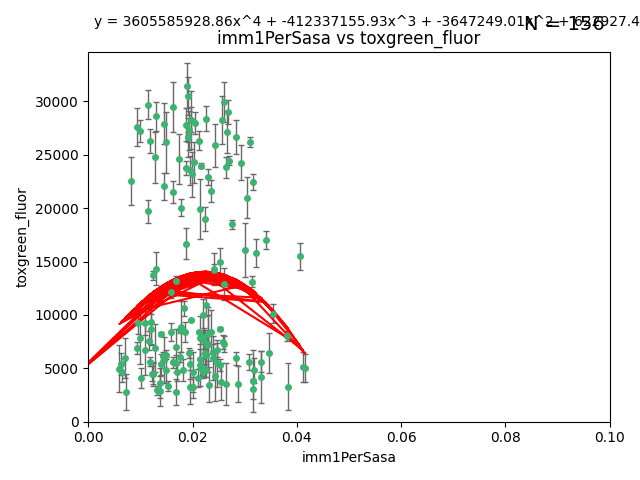 y = 3605585928.86x^4 + -412337155.93x^3 + -3647249.01x^2 +
N = 156
imm1PerSasa vs toxgreen_fluor
30000
25000
20000
15000
10000
5000
0
toxgreen_fluor
0.00 0.02 0.04 0.06 0.08 0.10
imm1PerSasa